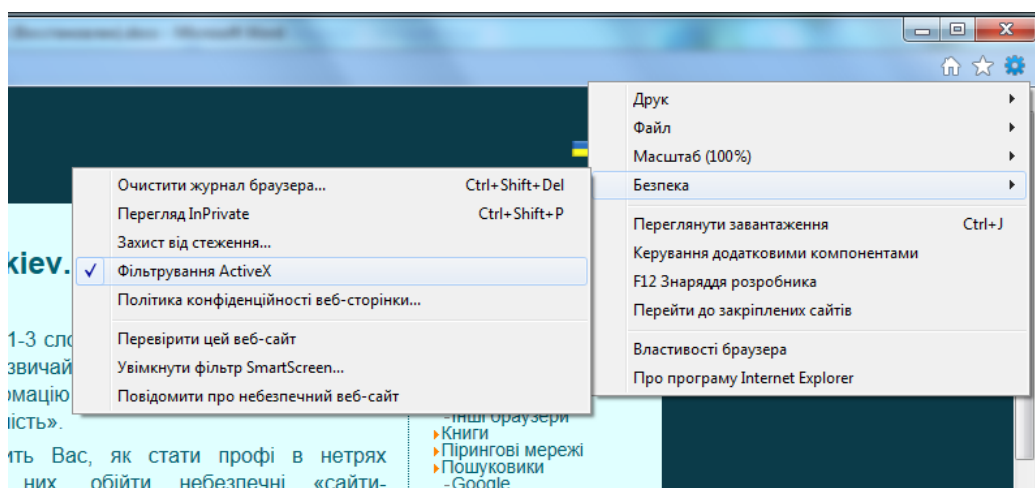 Друк
Файл
Масштаб (100%)
Безпека
Переглянути завантаження Ctrl+J
Керування додатковими компонентами
F12 Знаряддя розробника
Перейти до закріплених сайтів
Властивості браузера
Про програму Internet Explorer
Очистити журнал браузера... Ctrl+Shift+Del
Перегляд InPrivate Ctrl+Shift+P
Захист від стеження...
Фільтрування ActiveX
Політика конфіденційності веб-сторінки...
Перевірити цей веб-сайт
Увімкнути фільтр SmartScreen...
Повідомити про небезпечний веб-сайт
kiev.
1-3 сло
звичай
рмацію
ність».
ить Вас, як стати профі в нетрях
них обійти небезпечні «сайти-
-Інші браузери
Книги
Пірингові мережі
Пошуковики
-Google